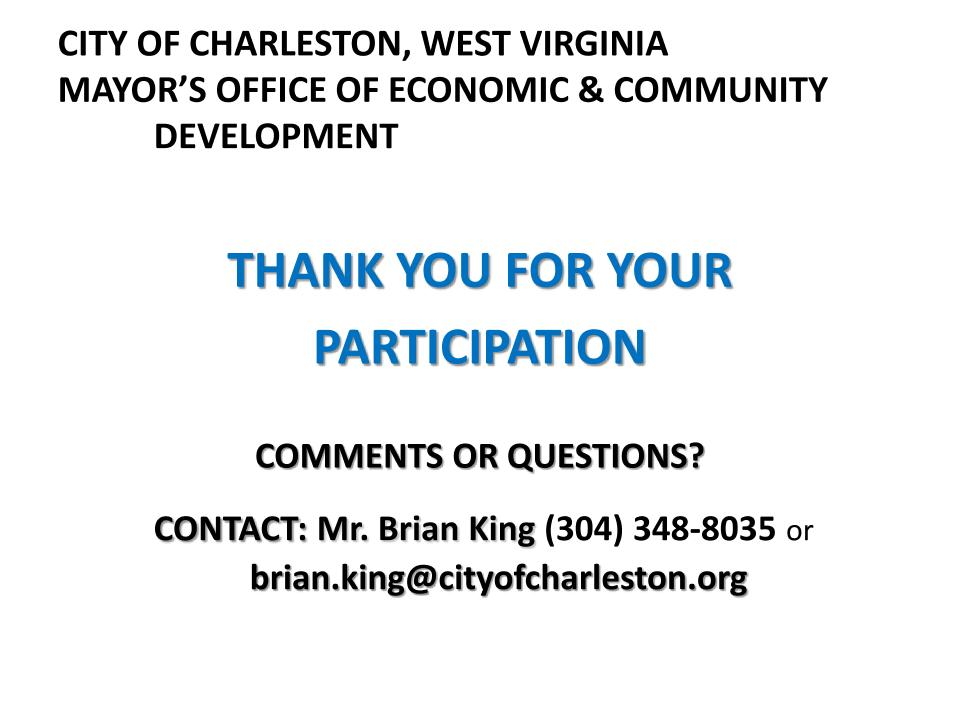 CITY OF CHARLESTON, WEST VIRGINIA
MAYOR’S OFFICE OF ECONOMIC & COMMUNITY
DEVELOPMENT
THANK YOU FOR YOUR
PARTICIPATION
COMMENTS OR QUESTIONS?
CONTACT: Mr. Brian King (304) 348-8035 or
brian.king@cityofcharleston.org